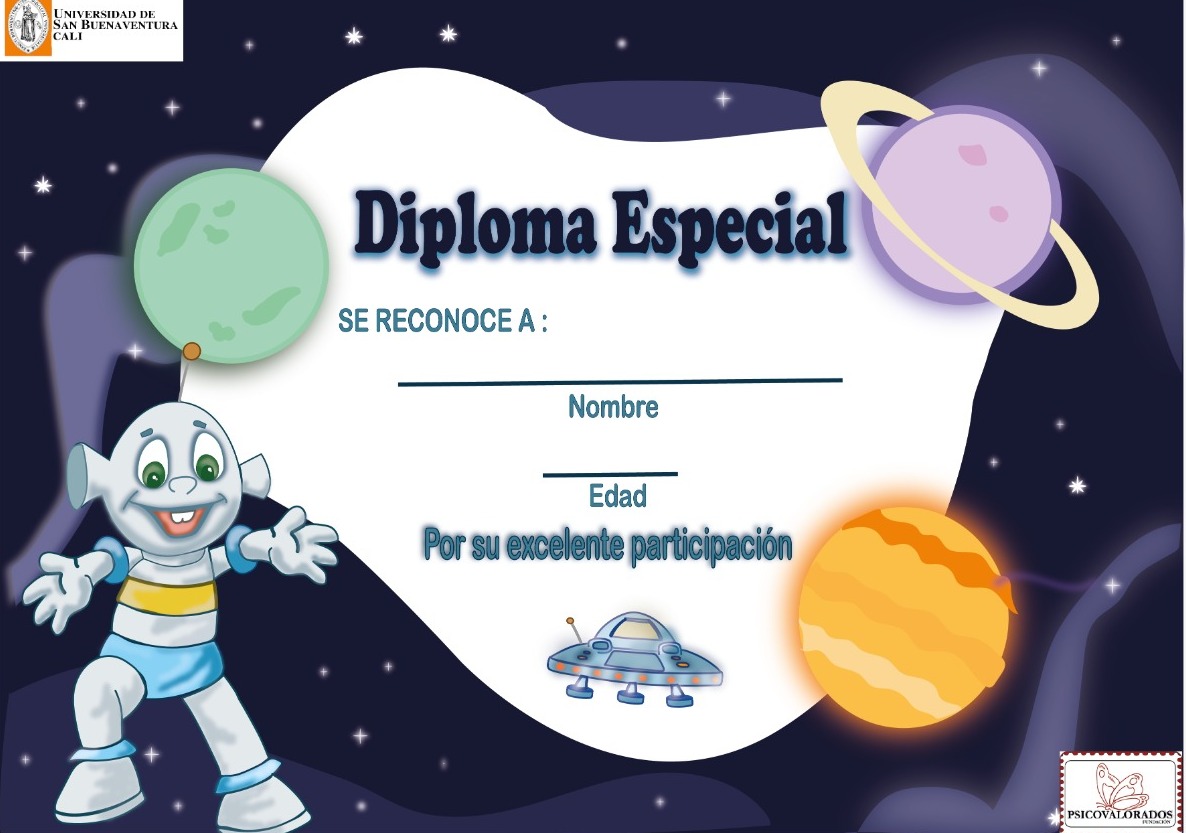 UNIVERSIDAD DE
SAN BUENAVENTURA
CALI
Diploma Especial
SE RECONOCE A :
Nombre
Edad
Por su excelente participación
PSICOVALORADOS
FUNDACIÓN